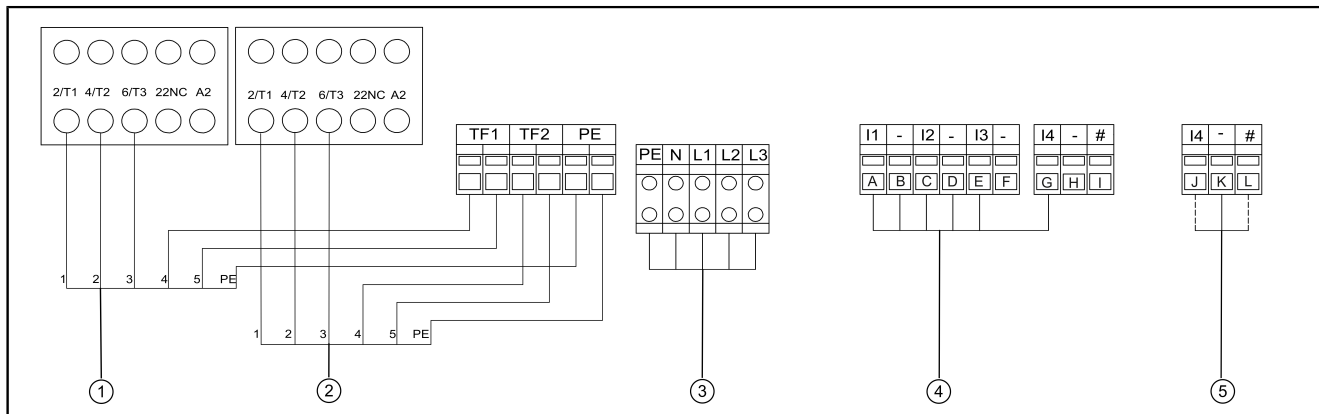 2/T1 4/T2 6/T3 22NC A2
2/T1 4/T2 6/T3 22NC A2
TF1 TF2 PE
PE N L1 L2 L3
I1 - I2 - I3 -
I4 - #
I4 - #
A B C D E F
G H I
J K L
1 2 3 4 5 PE
1 2 3 4 5 PE
1
2
3
4
5